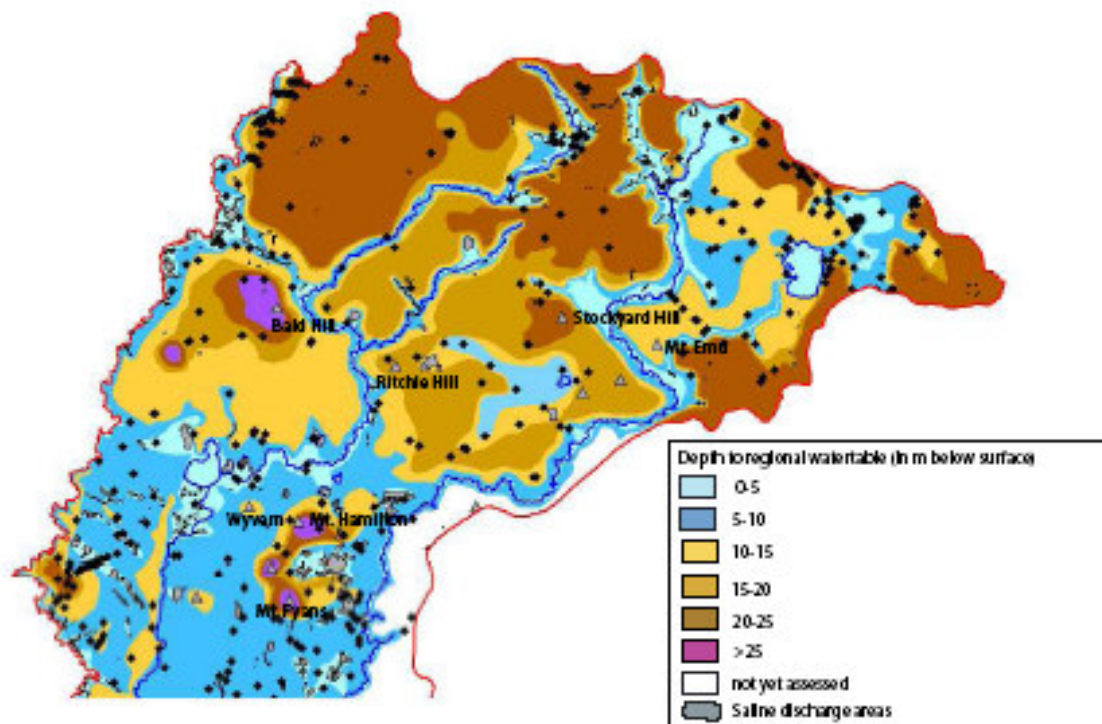 Bald Hill
Stockyard Hill
Mt. Emu
Ritchie Hill
Wyvern
Mt. Hamilton
Mt. Fyans
Depth to regional watertable (in m below surface)
0-5
5-10
10-15
15-20
20-25
>25
not yet assessed
Saline discharge areas